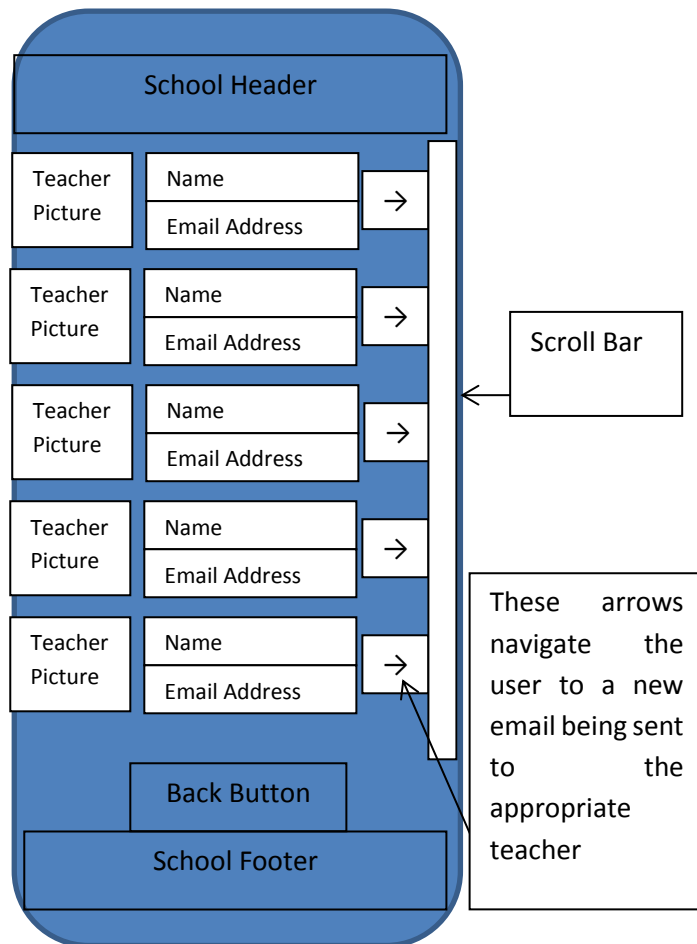 School Header
Teacher
Picture
Name
Email Address
→
Teacher
Picture
Name
Email Address
→
Scroll Bar
Teacher
Picture
Name
Email Address
→
Teacher
Picture
Name
Email Address
→
Teacher
Picture
Name
Email Address
→
These arrows
navigate the
user to a new
email being sent
to the
appropriate
teacher
Back Button
School Footer